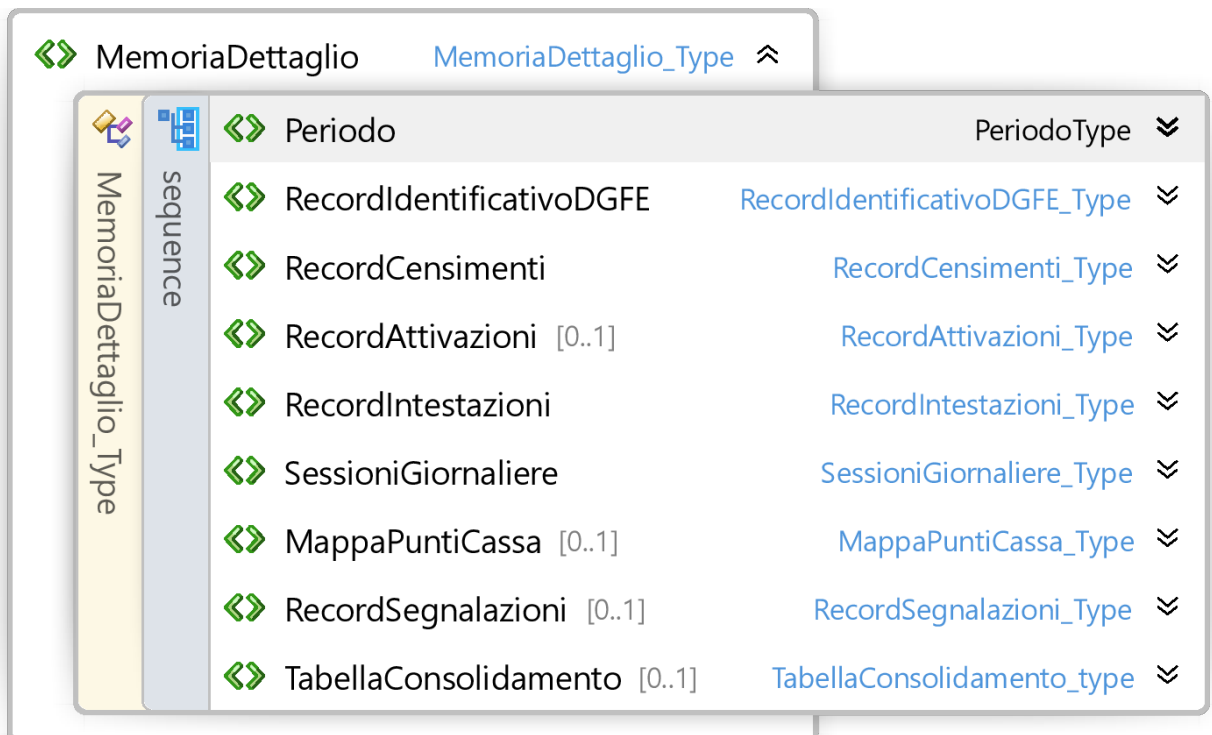 MemoriaDettaglio MemoriaDettaglio_Type
MemoriaDettaglio_Type
sequence
Periodo PeriodoType
RecordIdentificativoDGFE RecordIdentificativoDGFE_Type
RecordCensimenti RecordCensimenti_Type
RecordAttivazioni [0..1] RecordAttivazioni_Type
RecordIntestazioni RecordIntestazioni_Type
SessioniGiornaliere SessioniGiornaliere_Type
MappaPuntiCassa [0..1] MappaPuntiCassa_Type
RecordSegnalazioni [0..1] RecordSegnalazioni_Type
TabellaConsolidamento [0..1] TabellaConsolidamento_type